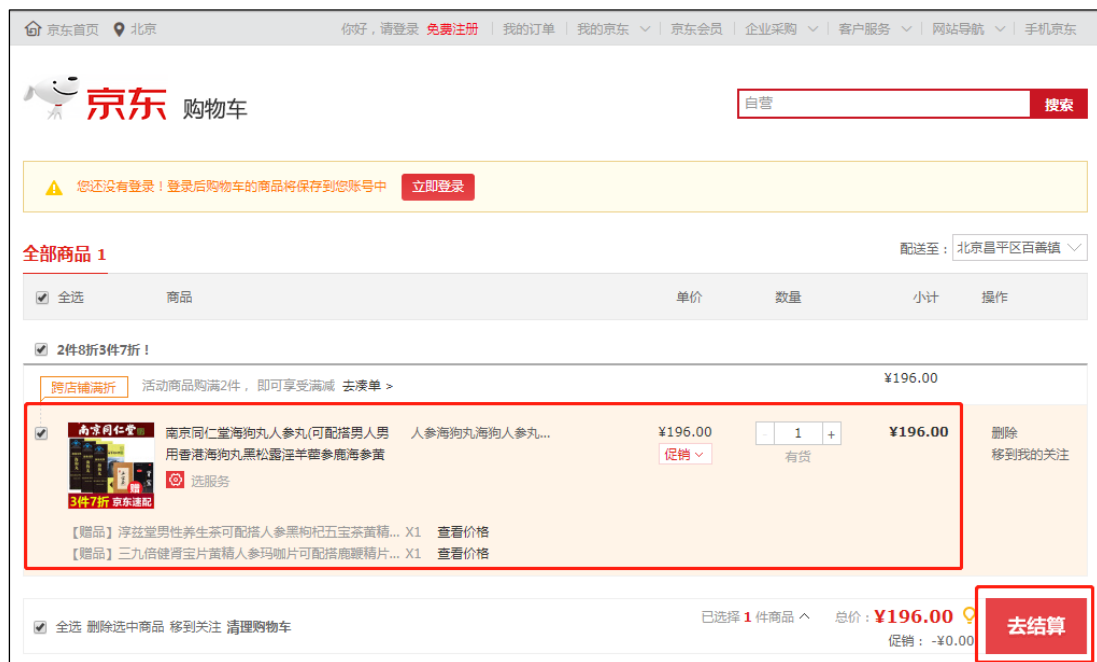 京东首页 北京 你好，请登录 免费注册 我的订单 我的京东 京东会员 企业采购 客户服务 网站导航 手机京东
京东 购物车 自营 搜索
您还没有登录！登录后购物车的商品将保存到您账号中 立即登录
全部商品 1 配送至： 北京昌平区百善镇
全选 商品 单价 数量 小计 操作
2件8折3件7折！
跨店铺满折 活动商品购满2件， 即可享受满减 去凑单 > ¥196.00
南京同仁堂
3件7折 京东速配
赠
南京同仁堂海狗丸人参丸(可配搭男人男 人参海狗丸海狗人参丸... ¥196.00 - 1 + ¥196.00 删除
用香港海狗丸黑松露淫羊藿参鹿海参黄 促销 有货 移到我的关注
选服务
【赠品】淳兹堂男性养生茶可配搭人参黑枸杞五宝茶黄精... X1 查看价格
【赠品】三九倍健肾宝片黄精人参玛咖片可配搭鹿鞭精片... X1 查看价格
全选 删除选中商品 移到关注 清理购物车 已选择 1 件商品 总价： ¥196.00 去结算
促销： -¥0.00